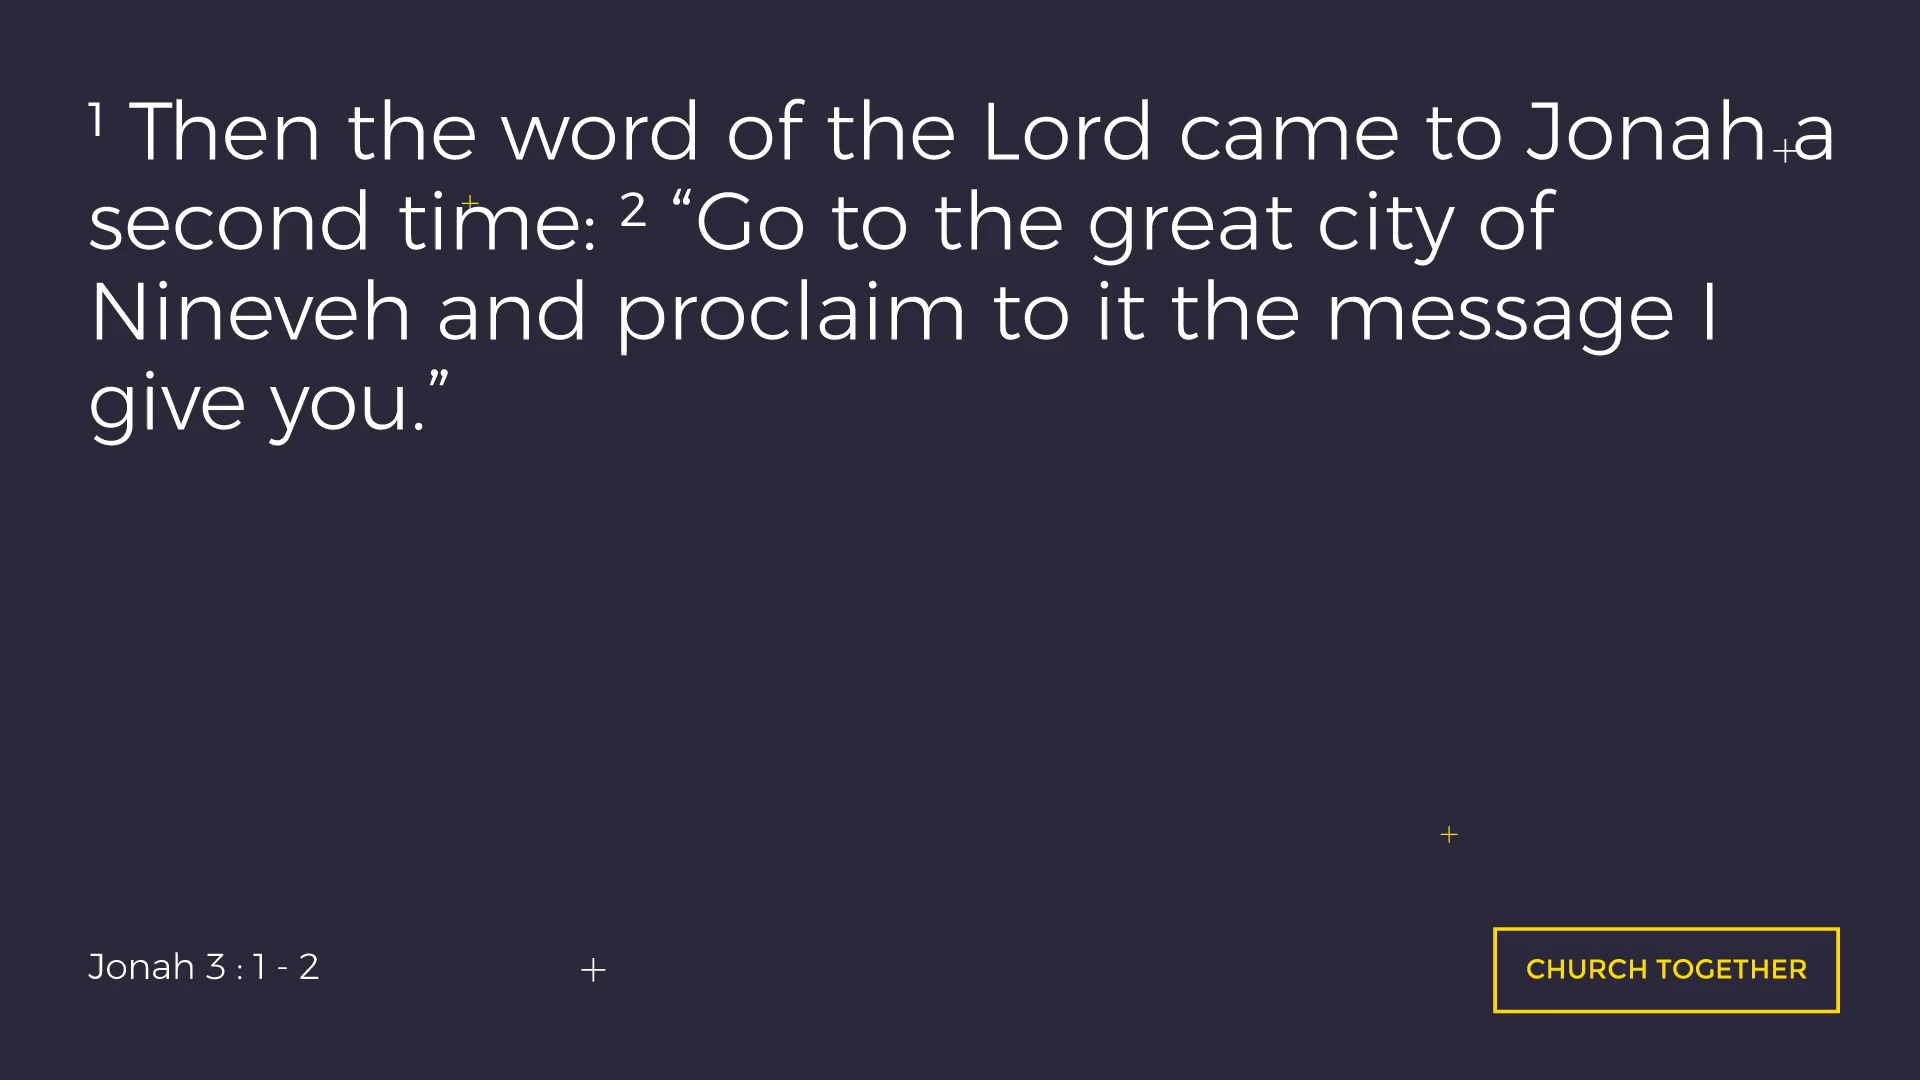 ¹ Then the word of the Lord came to Jonah a
second time: ² “Go to the great city of
Nineveh and proclaim to it the message I
give you.”
Jonah 3 : 1 - 2
CHURCH TOGETHER